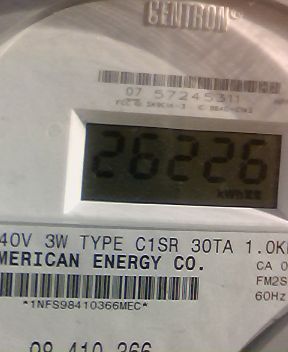 CENTRON®
07 57245311
26226
kWh
40V 3W TYPE C1SR 30TA 1.0K
MERICAN ENERGY CO.
CA 0
FM2S
60Hz
*1NFS98410366MEC*
98 410 366